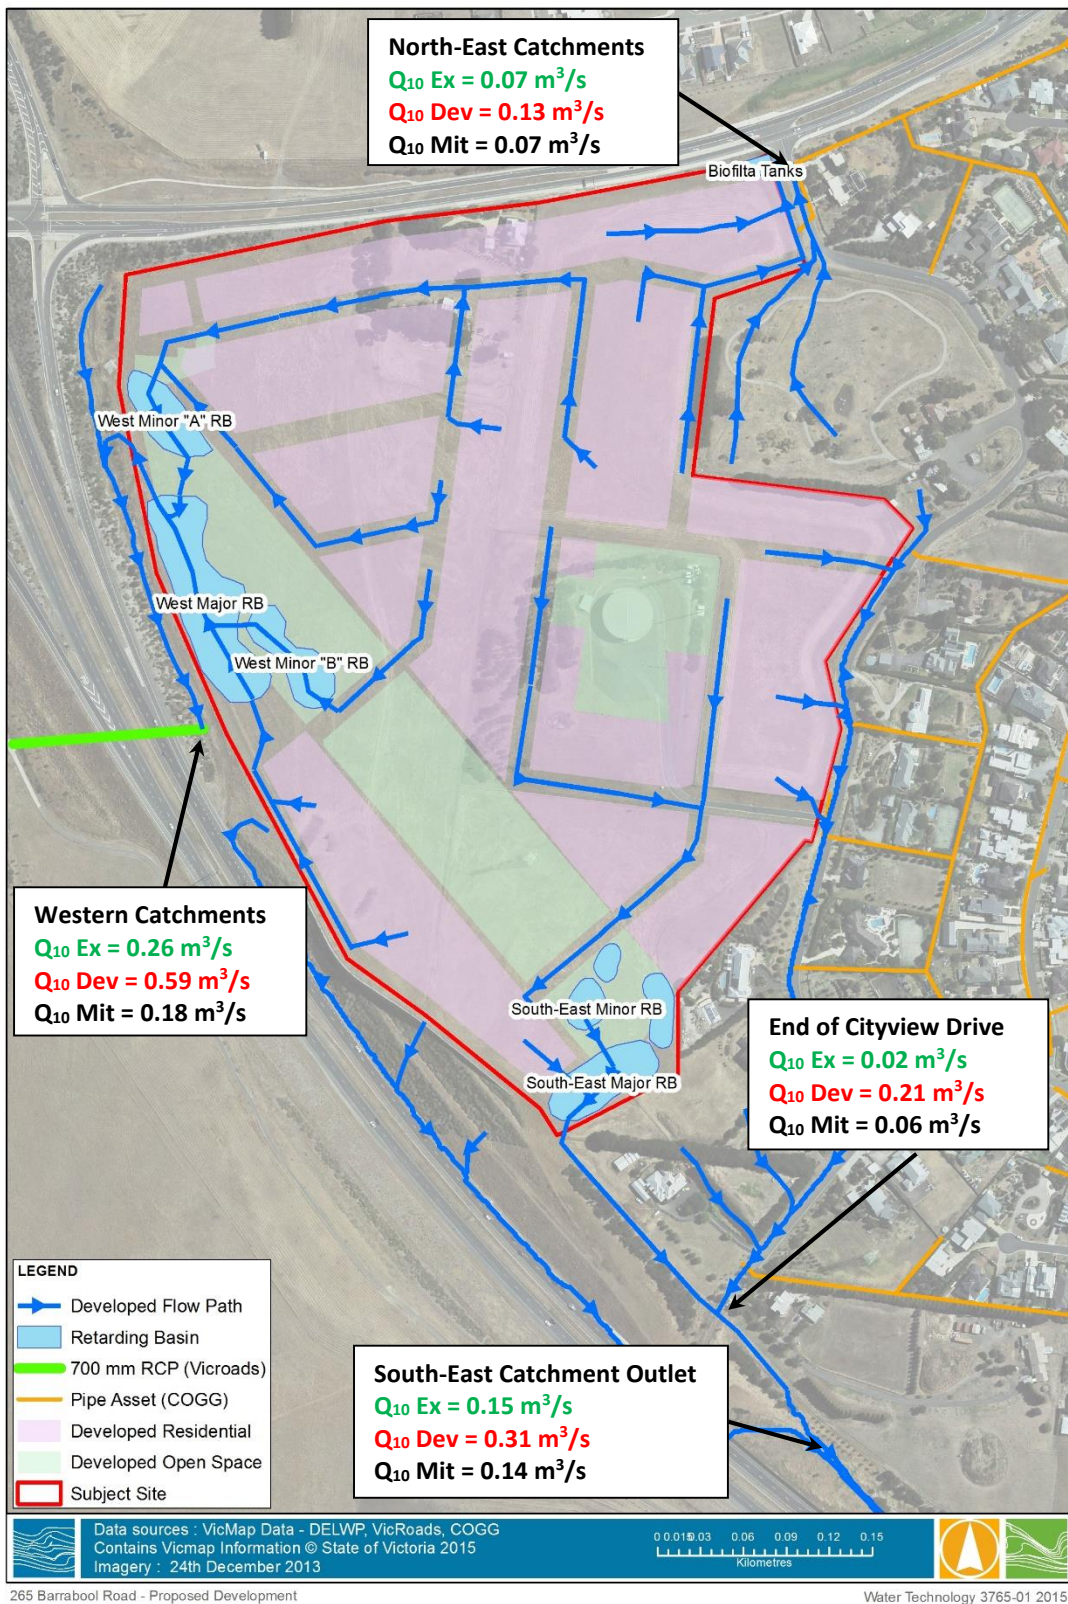 North-East Catchments
Q10 Ex = 0.07 m³/s
Q10 Dev = 0.13 m³/s
Q10 Mit = 0.07 m³/s
Biofilta Tanks
West Minor "A" RB
West Major RB
West Minor "B" RB
Western Catchments
Q10 Ex = 0.26 m³/s
Q10 Dev = 0.59 m³/s
Q10 Mit = 0.18 m³/s
South-East Minor RB
South-East Major RB
End of Cityview Drive
Q10 Ex = 0.02 m³/s
Q10 Dev = 0.21 m³/s
Q10 Mit = 0.06 m³/s
South-East Catchment Outlet
Q10 Ex = 0.15 m³/s
Q10 Dev = 0.31 m³/s
Q10 Mit = 0.14 m³/s
LEGEND
Developed Flow Path
Retarding Basin
700 mm RCP (Vicroads)
Pipe Asset (COGG)
Developed Residential
Developed Open Space
Subject Site
Data sources : VicMap Data - DELWP, VicRoads, COGG
Contains Vicmap Information © State of Victoria 2015
Imagery : 24th December 2013
0 0.015 0.03 0.06 0.09 0.12 0.15
Kilometres
265 Barrabool Road - Proposed Development
Water Technology 3765-01 2015